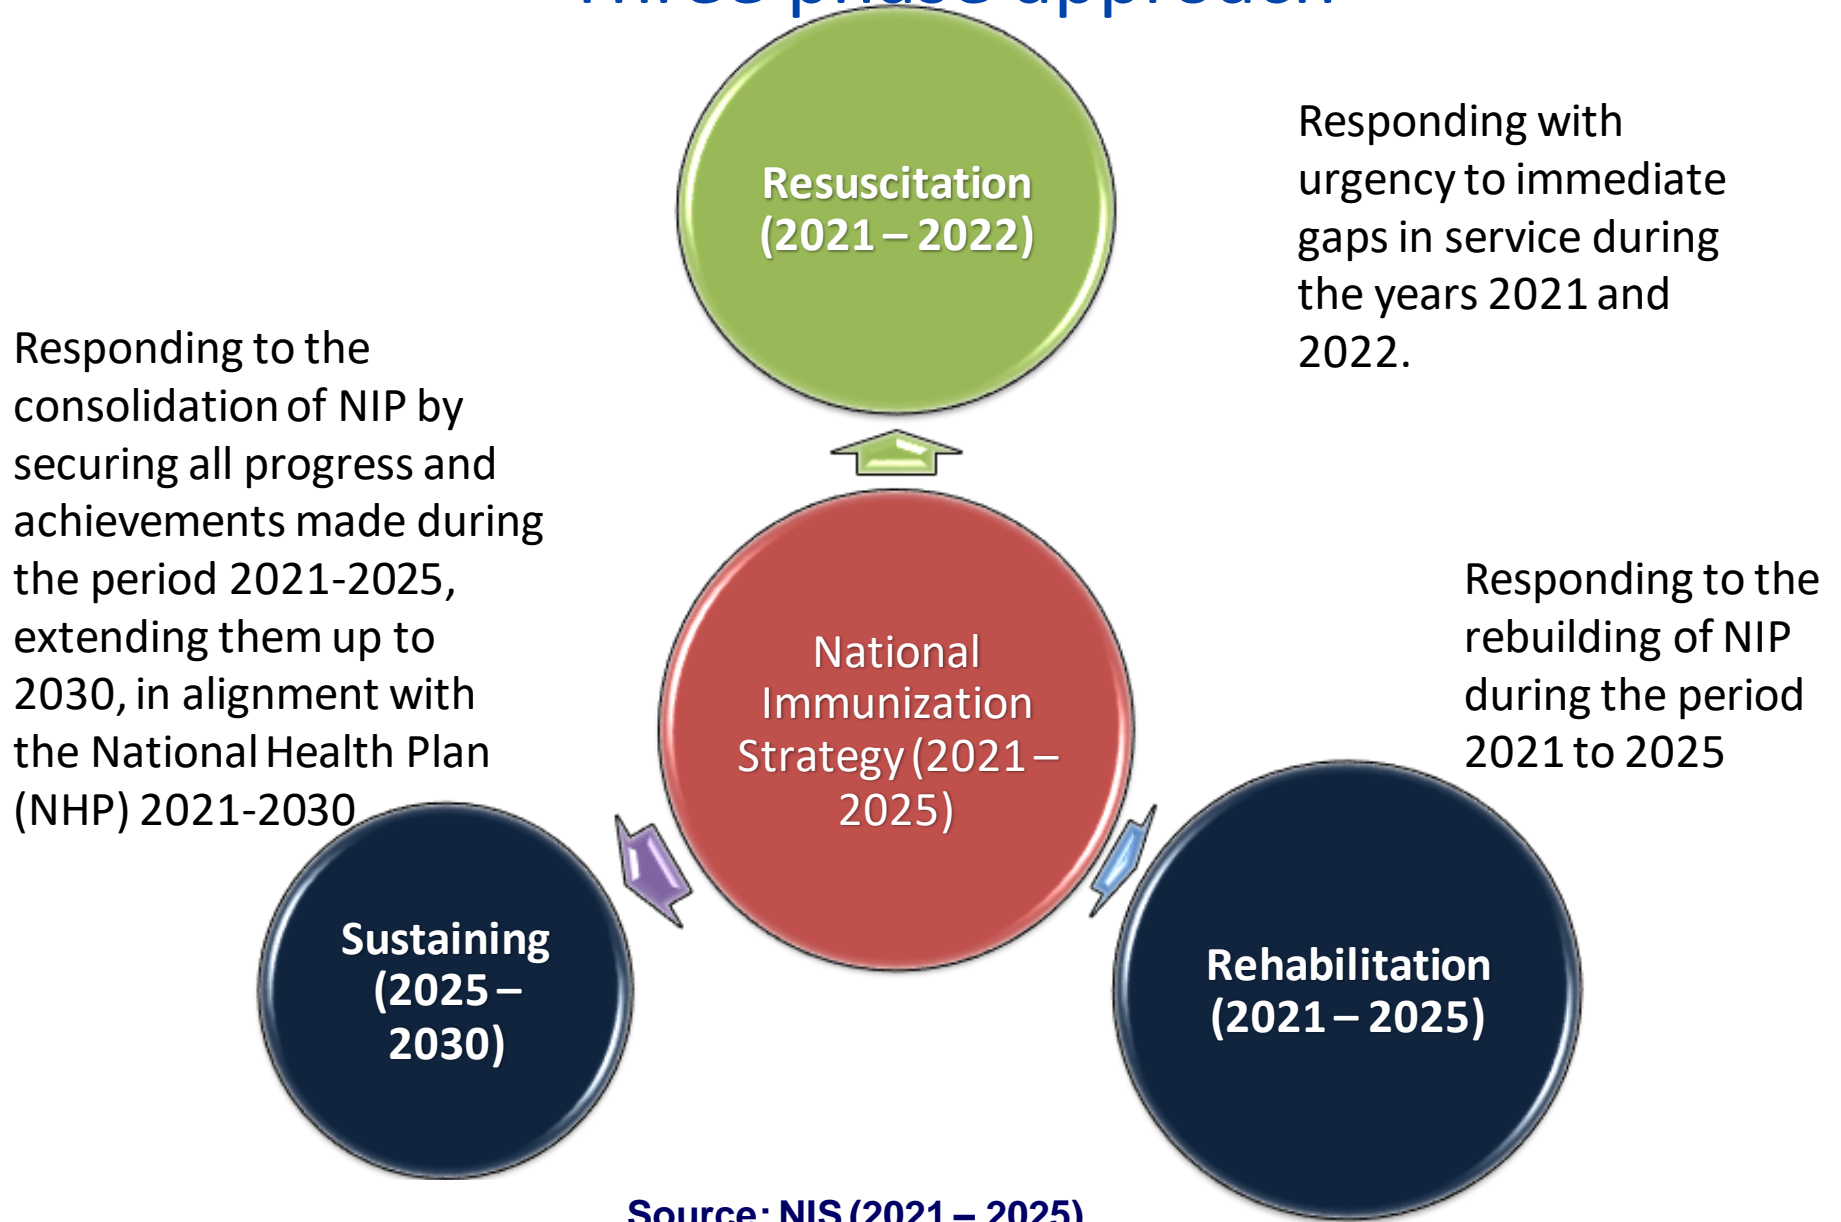 Three phase approach
Resuscitation
(2021 – 2022)
Responding with
urgency to immediate
gaps in service during
the years 2021 and
2022.
Responding to the
consolidation of NIP by
securing all progress and
achievements made during
the period 2021-2025,
extending them up to
2030, in alignment with
the National Health Plan
(NHP) 2021-2030
National
Immunization
Strategy (2021 –
2025)
Responding to the
rebuilding of NIP
during the period
2021 to 2025
Sustaining
(2025 –
2030)
Rehabilitation
(2021 – 2025)
Source: NIS (2021 – 2025)